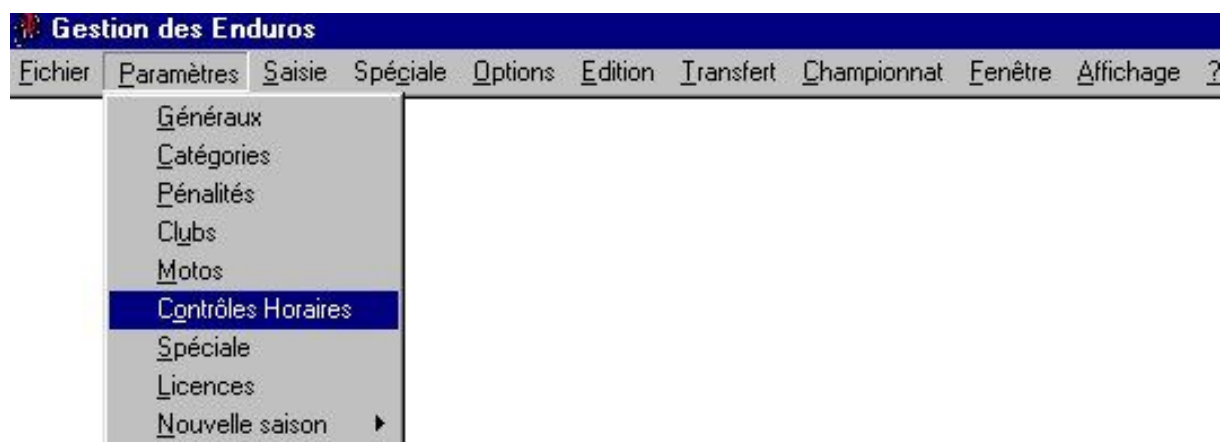 Gestion des Enduros
Fichier Paramètres Saisie Spéciale Options Edition Transfert Championnat Fenêtre Affichage ?
Généraux
Catégories
Pénalités
Clubs
Motos
Contrôles Horaires
Spéciale
Licences
Nouvelle saison